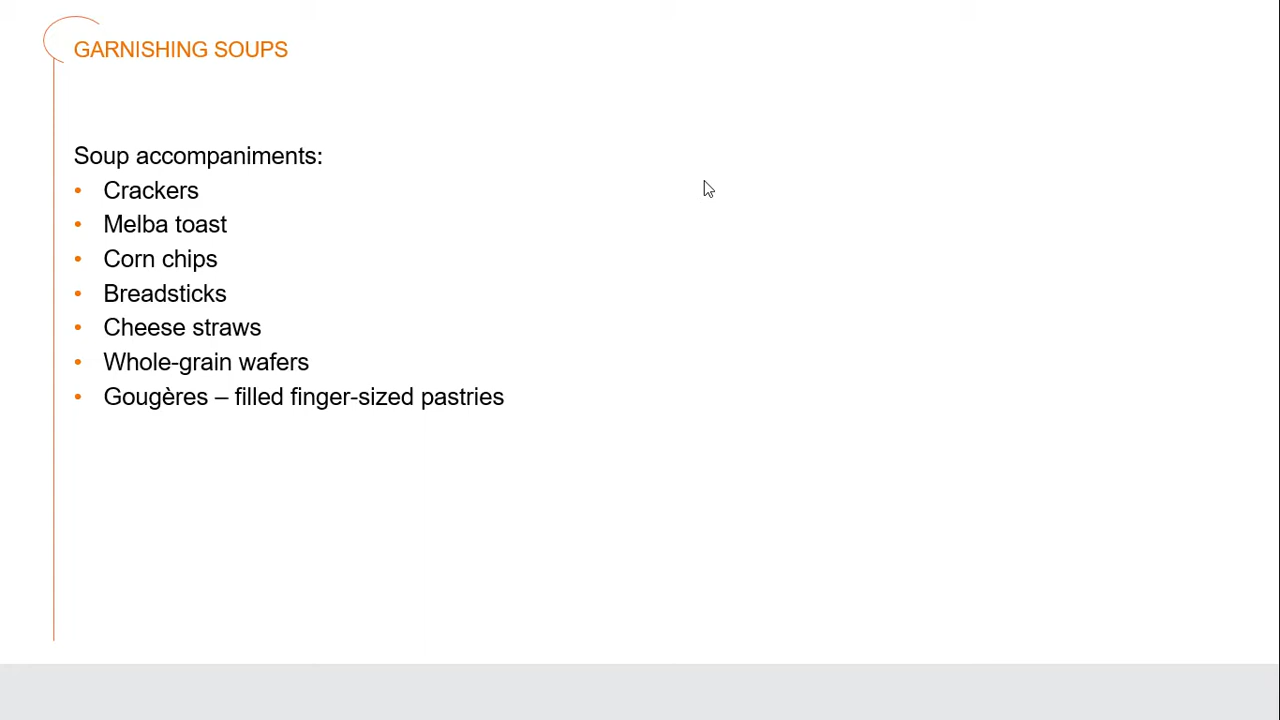 GARNISHING SOUPS
Soup accompaniments:
• Crackers
• Melba toast
• Corn chips
• Breadsticks
• Cheese straws
• Whole-grain wafers
• Gougères – filled finger-sized pastries